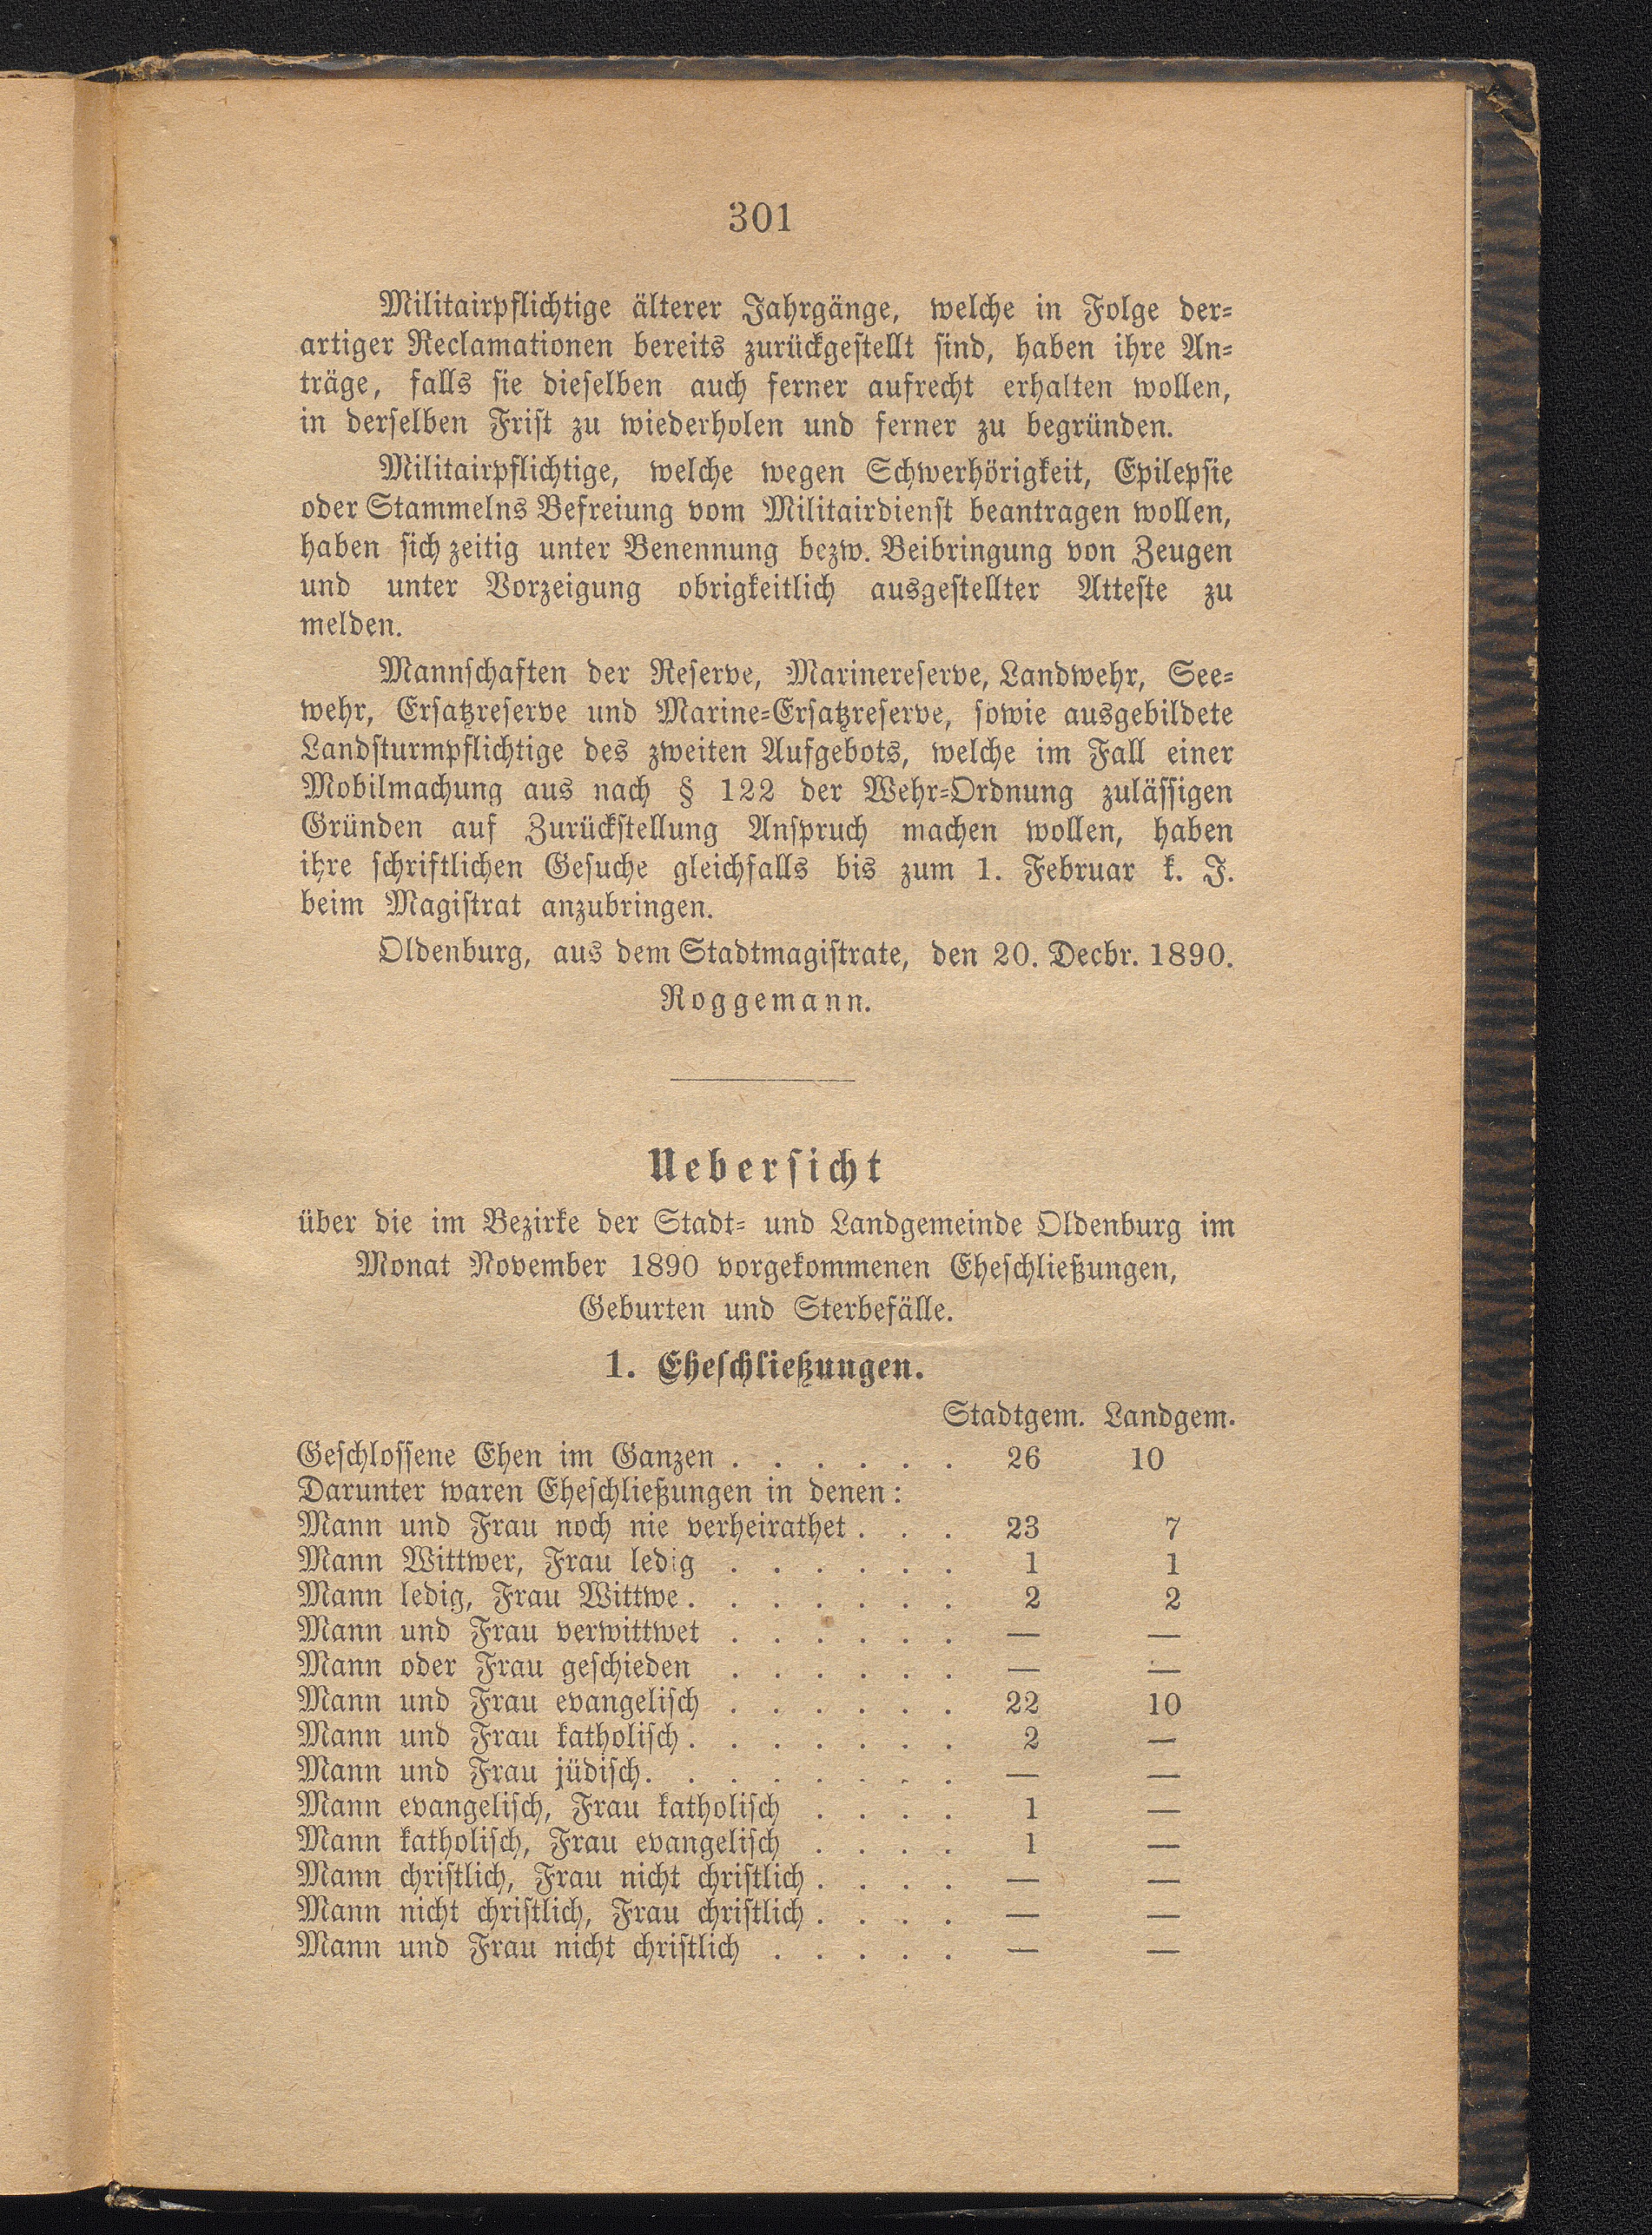 301
Militairpflichtige älterer Jahrgänge, welche in Folge der-
artiger Reclamationen bereits zurückgestellt sind, haben ihre An-
träge, falls sie dieselben auch ferner aufrecht erhalten wollen,
in derselben Frist zu wiederholen und ferner zu begründen.
Militairpflichtige, welche wegen Schwerhörigkeit, Epilepsie
oder Stammelns Befreiung vom Militairdienst beantragen wollen,
haben sich zeitig unter Benennung bezw. Beibringung von Zeugen
und unter Vorzeigung obrigkeitlich ausgestellter Atteste zu
melden.
Mannschaften der Reserve, Marinereserve, Landwehr, See-
wehr, Ersatzreserve und Marine-Ersatzreserve, sowie ausgebildete
Landsturmpflichtige des zweiten Aufgebots, welche im Fall einer
Mobilmachung aus nach § 122 der Wehr-Ordnung zulässigen
Gründen auf Zurückstellung Anspruch machen wollen, haben
ihre schriftlichen Gesuche gleichfalls bis zum 1. Februar k. J.
beim Magistrat anzubringen.
Oldenburg, aus dem Stadtmagistrate, den 20. Decbr. 1890.
Roggemann.
Uebersicht
über die im Bezirke der Stadt- und Landgemeinde Oldenburg im
Monat November 1890 vorgekommenen Eheschließungen,
Geburten und Sterbefälle.
1. Eheschließungen.
Stadtgem. Landgem.
Geschlossene Ehen im Ganzen . . . . . . 26 10
Darunter waren Eheschließungen in denen:
Mann und Frau noch nie verheirathet . . . 23 7
Mann Wittwer, Frau ledig . . . . . . 1 1
Mann ledig, Frau Wittwe . . . . . . . 2 2
Mann und Frau verwittwet . . . . . . — —
Mann oder Frau geschieden . . . . . . — —
Mann und Frau evangelisch . . . . . . 22 10
Mann und Frau katholisch . . . . . . . 2 —
Mann und Frau jüdisch . . . . . . . . — —
Mann evangelisch, Frau katholisch . . . . 1 —
Mann katholisch, Frau evangelisch . . . . 1 —
Mann christlich, Frau nicht christlich . . . . — —
Mann nicht christlich, Frau christlich . . . . — —
Mann und Frau nicht christlich . . . . . — —